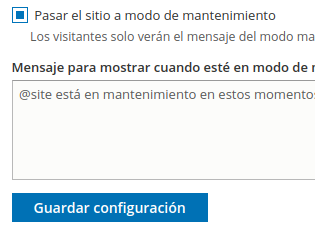 Pasar el sitio a modo de mantenimiento
Los visitantes solo verán el mensaje del modo ma
Mensaje para mostrar cuando esté en modo de
@site está en mantenimiento en estos momentos
Guardar configuración